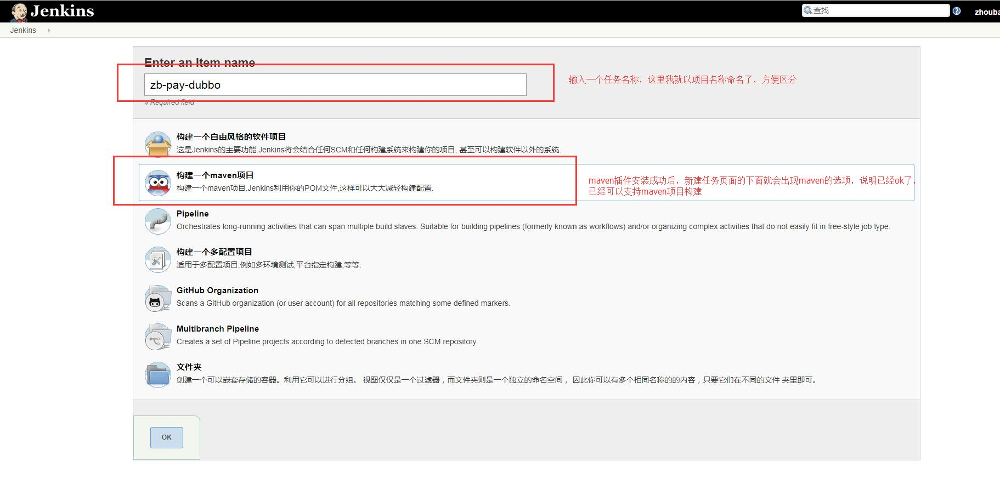 Jenkins
查找
zhouba
Jenkins
Enter an item name
zb-pay-dubbo
输入一个任务名称，这里我就以项目名称命名了，方便区分
» Required field
构建一个自由风格的软件项目
这是Jenkins的主要功能.Jenkins将会结合任何SCM和任何构建系统来构建你的项目, 甚至可以构建软件以外的系统.
构建一个maven项目
构建一个maven项目.Jenkins利用你的POM文件,这样可以大大减轻构建配置.
maven插件安装成功后，新建任务页面的下面就会出现maven的选项，说明已经ok了，
已经可以支持maven项目构建
Pipeline
Orchestrates long-running activities that can span multiple build slaves. Suitable for building pipelines (formerly known as workflows) and/or organizing complex activities that do not easily fit in free-style job type.
构建一个多配置项目
适用于多配置项目,例如多环境测试,平台指定构建,等等.
GitHub Organization
Scans a GitHub organization (or user account) for all repositories matching some defined markers.
Multibranch Pipeline
Creates a set of Pipeline projects according to detected branches in one SCM repository.
文件夹
创建一个可以嵌套存储的容器。利用它可以进行分组。 视图仅仅是一个过滤器，而文件夹则是一个独立的命名空间， 因此你可以有多个相同名称的的内容，只要它们在不同的文件 夹里即可。
OK